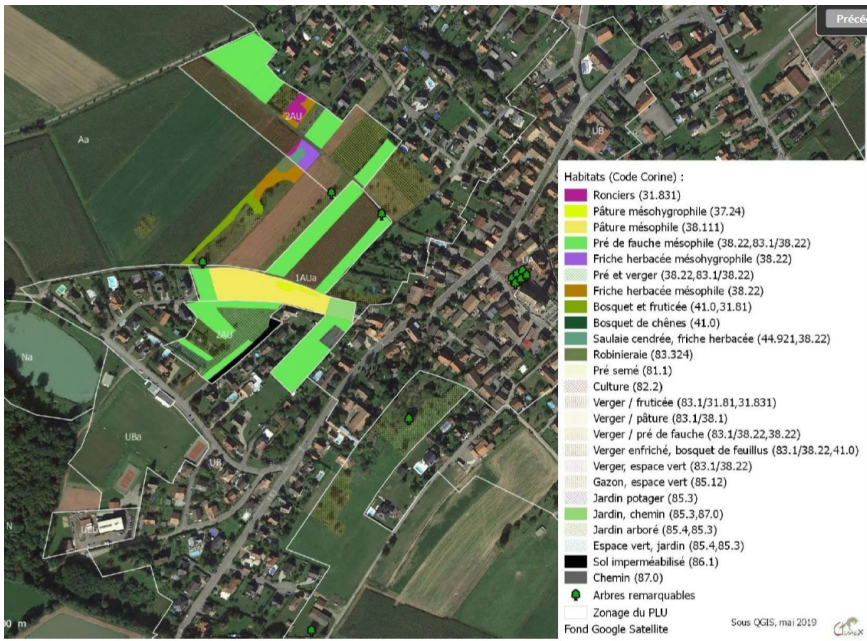 Précé
2AU
Aa
UB
UA
1AUa
2AU
Na
UBa
UB
N
0 m
Habitats (Code Corine) :
Ronciers (31.831)
Pâture mésohygrophile (37.24)
Pâture mésophile (38.111)
Pré de fauche mésophile (38.22,83.1/38.22)
Friche herbacée mésohygrophile (38.22)
Pré et verger (38.22,83.1/38.22)
Friche herbacée mésophile (38.22)
Bosquet et fruticée (41.0,31.81)
Bosquet de chênes (41.0)
Saulaie cendrée, friche herbacée (44.921,38.22)
Robinieraie (83.324)
Pré semé (81.1)
Culture (82.2)
Verger / fruticée (83.1/31.81,31.831)
Verger / pâture (83.1/38.1)
Verger / pré de fauche (83.1/38.22,38.22)
Verger enfriché, bosquet de feuillus (83.1/38.22,41.0)
Verger, espace vert (83.1/38.22)
Gazon, espace vert (85.12)
Jardin potager (85.3)
Jardin, chemin (85.3,87.0)
Jardin arboré (85.4,85.3)
Espace vert, jardin (85.4,85.3)
Sol imperméabilisé (86.1)
Chemin (87.0)
Arbres remarquables
Zonage du PLU
Fond Google Satellite
Sous QGIS, mai 2019